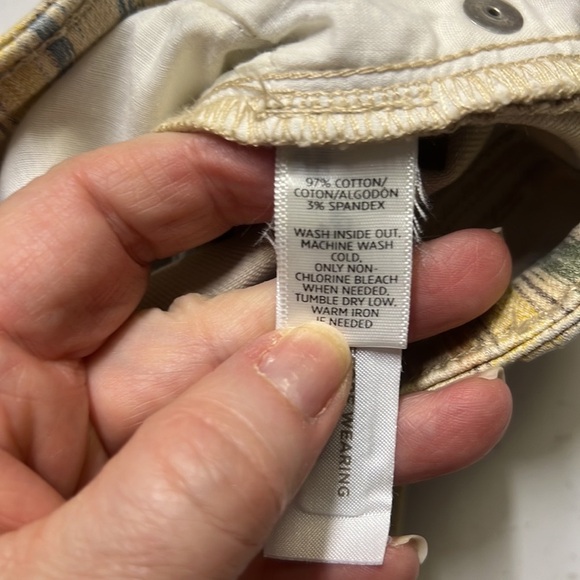 97% COTTON/
COTON/ALGODÓN
3% SPANDEX
WASH INSIDE OUT,
MACHINE WASH
COLD,
ONLY NON-
CHLORINE BLEACH
WHEN NEEDED,
TUMBLE DRY LOW,
WARM IRON
IF NEEDED
WEARING